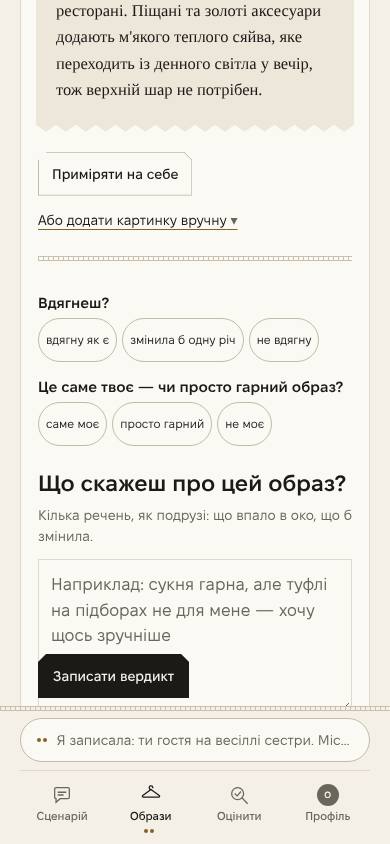 ресторані. Піщані та золоті аксесуари
додають м'якого теплого сяйва, яке
переходить із денного світла у вечір,
тож верхній шар не потрібен.
Приміряти на себе
Або додати картинку вручну ▾
Вдягнеш?
вдягну як є
змінила б одну річ
не вдягну
Це саме твоє — чи просто гарний образ?
саме моє
просто гарний
не моє
Що скажеш про цей образ?
Кілька речень, як подрузі: що впало в око, що б
змінила.
Наприклад: сукня гарна, але туфлі
на підборах не для мене — хочу
щось зручніше
Записати вердикт
Я записала: ти гостя на весіллі сестри. Міс...
Сценарій
Образи
Оцінити
О
Профіль